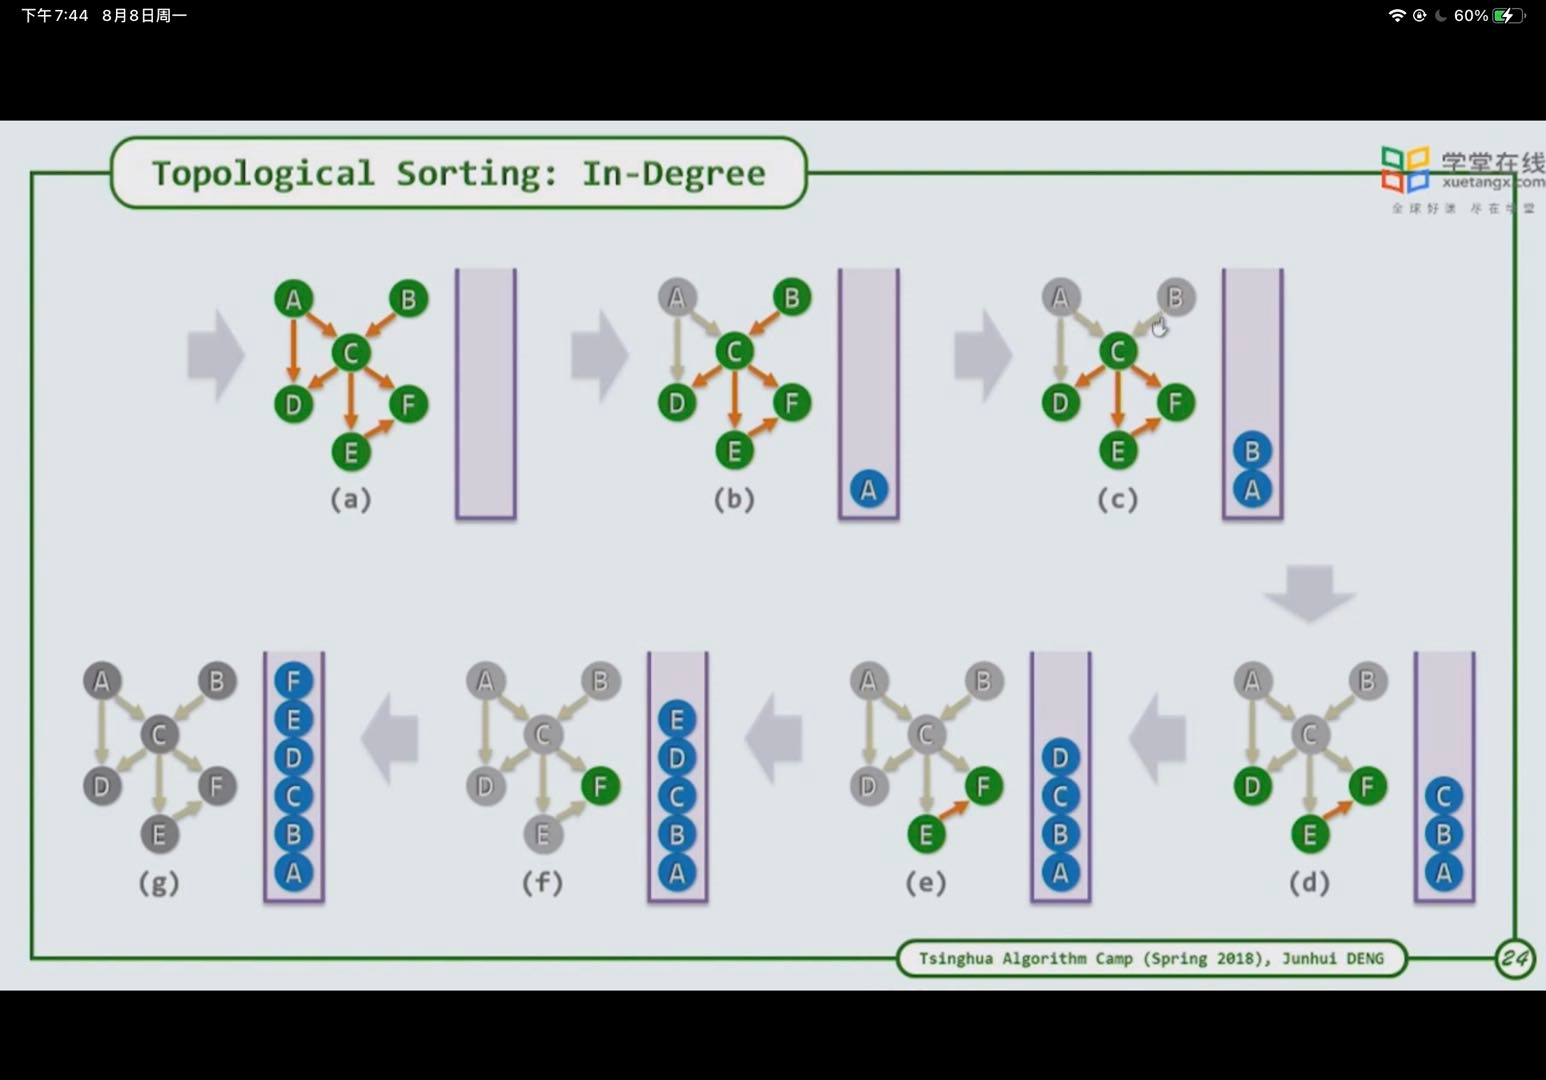 下午7:44 8月8日周一
60%
Topological Sorting: In-Degree
学堂在线
xuetangx.com
全球好课 尽在学堂
A B C D F E
(a)
A B C D F E
A
(b)
A B C D F E
B
A
(c)
A B C D F E
F
E
D
C
B
A
(g)
A B C D F E
E
D
C
B
A
(f)
A B C D F E
D
C
B
A
(e)
A B C D F E
C
B
A
(d)
Tsinghua Algorithm Camp (Spring 2018), Junhui DENG
24